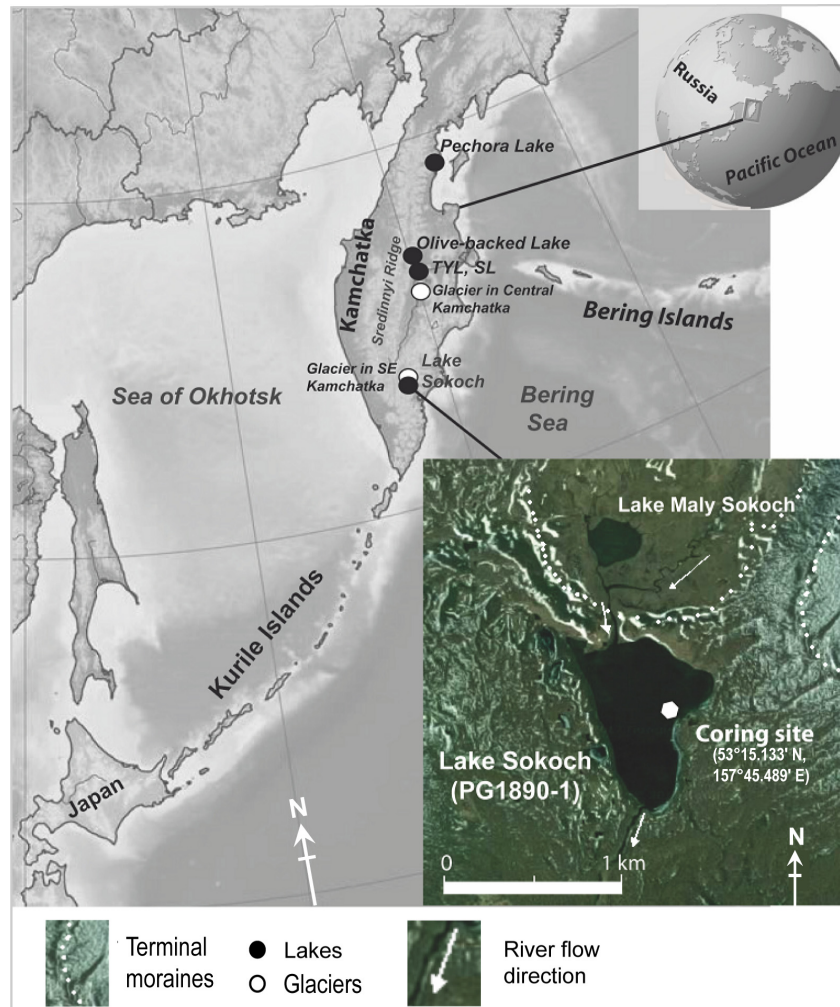 Russia
Pacific Ocean
Pechora Lake
Olive-backed Lake
TYL, SL
Glacier in Central
Kamchatka
Kamchatka
Sredinnyi Ridge
Bering Islands
Glacier in SE
Kamchatka
Lake
Sokoch
Sea of Okhotsk
Bering
Sea
Kurile Islands
Japan
N
Lake Maly Sokoch
Coring site
(53°15.133' N,
157°45.489' E)
Lake Sokoch
(PG1890-1)
0
1 km
N
Terminal
moraines
Lakes
Glaciers
River flow
direction